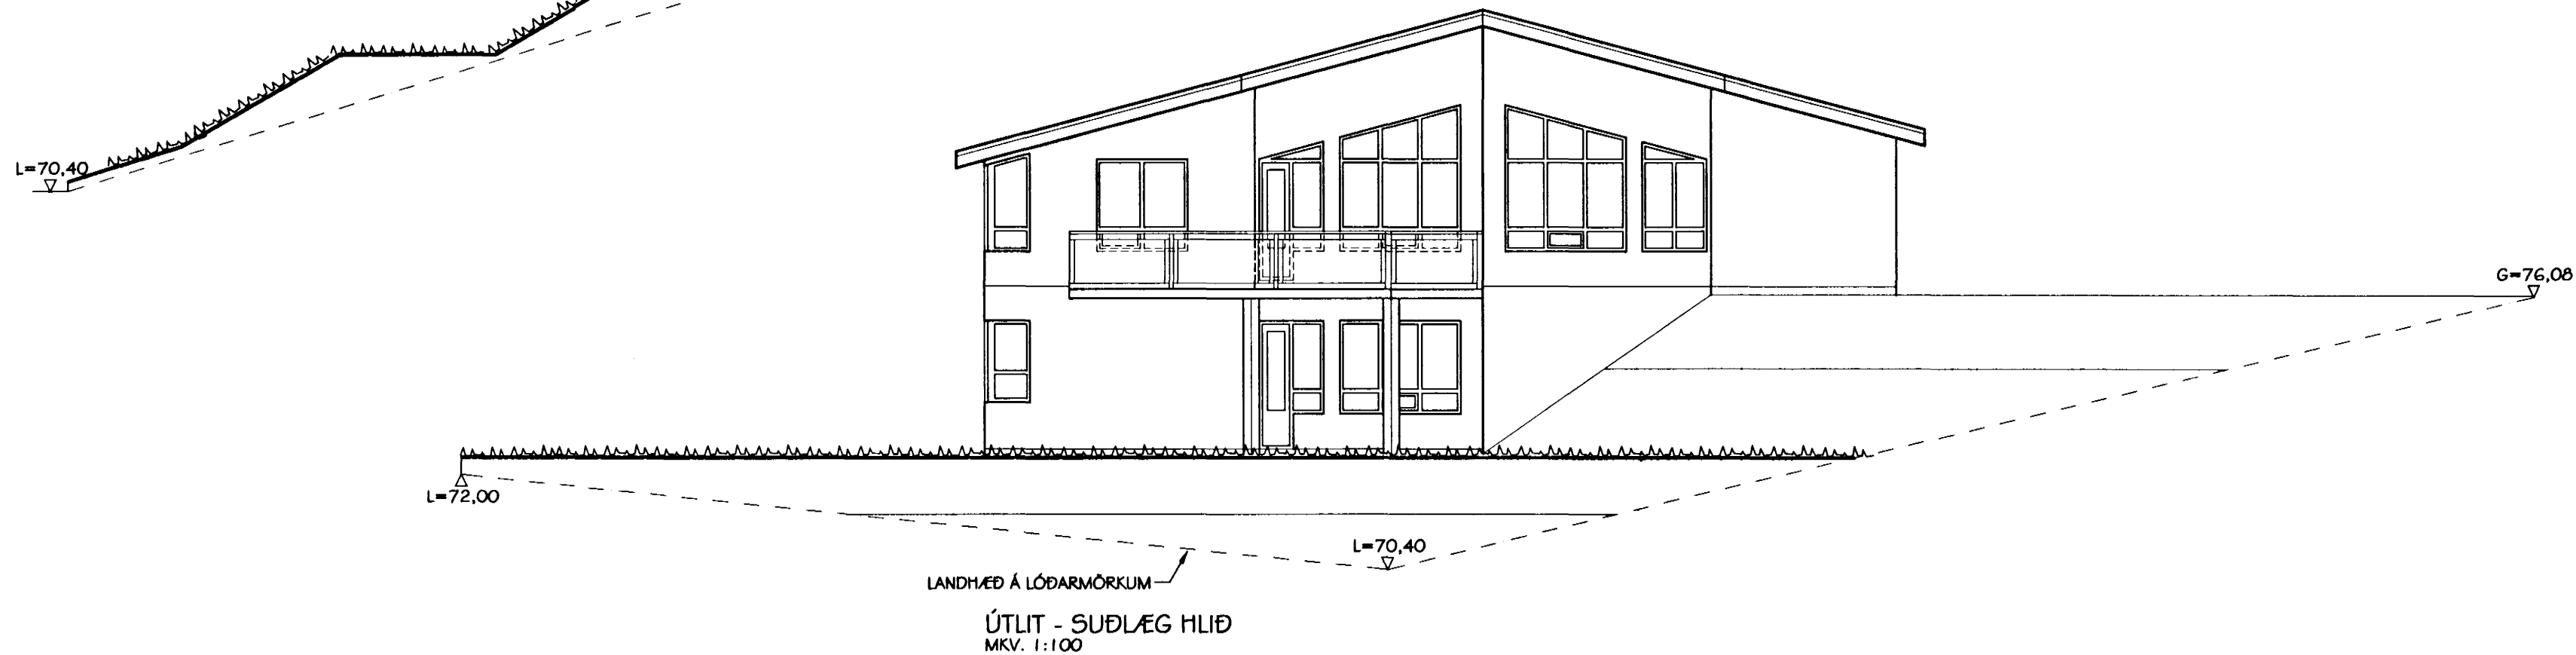 L=70,40
G=76,08
L=72,00
L=70,40
LANDHÆÐ Á LÓÐARMÖRKUM
ÚTLIT - SUÐLÆG HLIÐ
MKV. 1:100